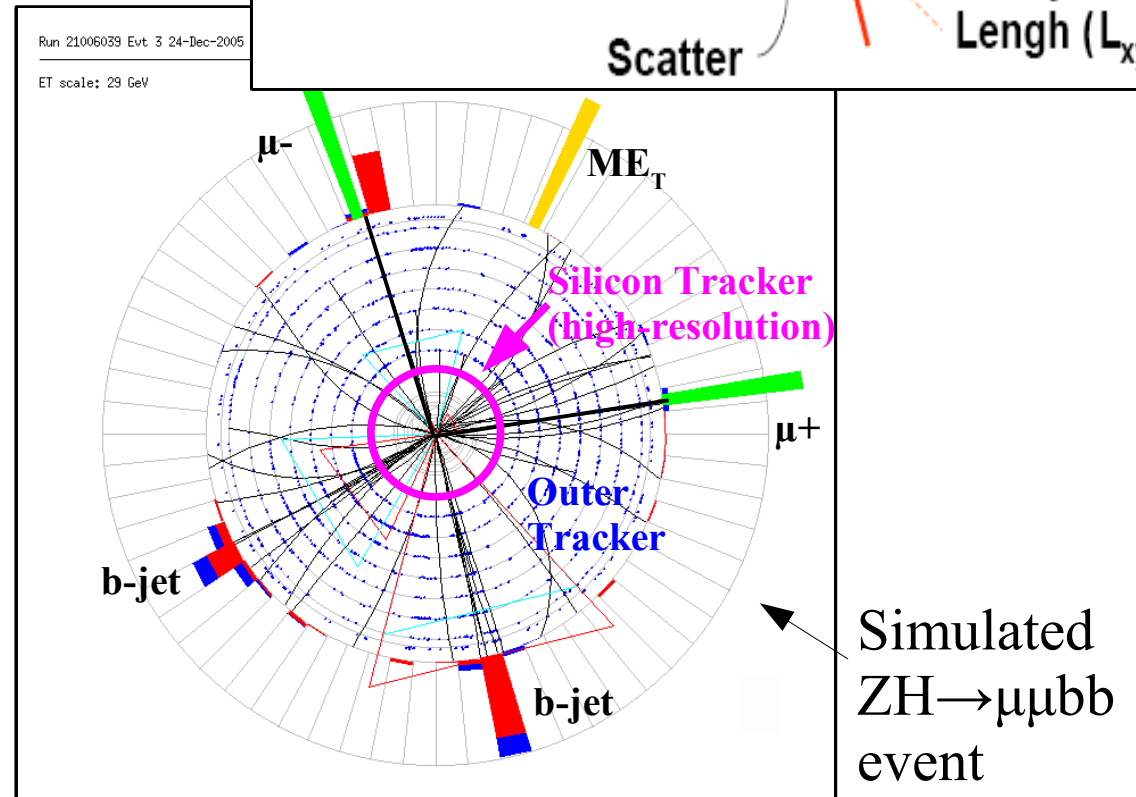 Run 21006039 Evt 3 24-Dec-2005
ET scale: 29 GeV
Scatter
Lengh (Lxy
μ-
MET
Silicon Tracker
(high-resolution)
μ+
Outer
Tracker
b-jet
b-jet
Simulated
ZH→μμbb
event